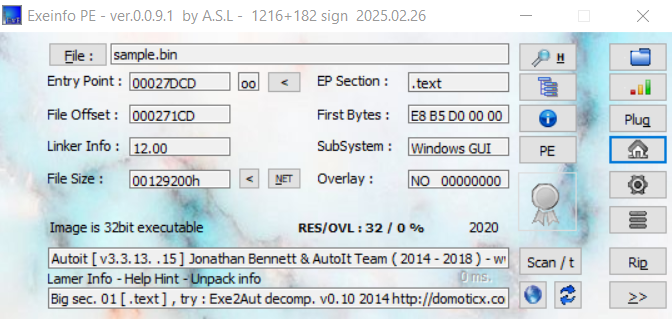 Exeinfo PE - ver.0.0.9.1  by A.S.L -  1216+182 sign  2025.02.26
File : sample.bin H
Entry Point : 00027DCD oo < EP Section : .text
File Offset : 000271CD First Bytes : E8 B5 D0 00 00 Plug
Linker Info : 12.00 SubSystem : Windows GUI PE
File Size : 00129200h < NET Overlay : NO 00000000
Image is 32bit executable RES/OVL : 32 / 0 % 2020
Autoit [ v3.3.13. .15 ] Jonathan Bennett & AutoIt Team ( 2014 - 2018 ) - w Scan / t Rip
Lamer Info - Help Hint - Unpack info 0 ms.
Big sec. 01 [ .text ] , try : Exe2Aut decomp. v0.10 2014 http://domoticx.co >>